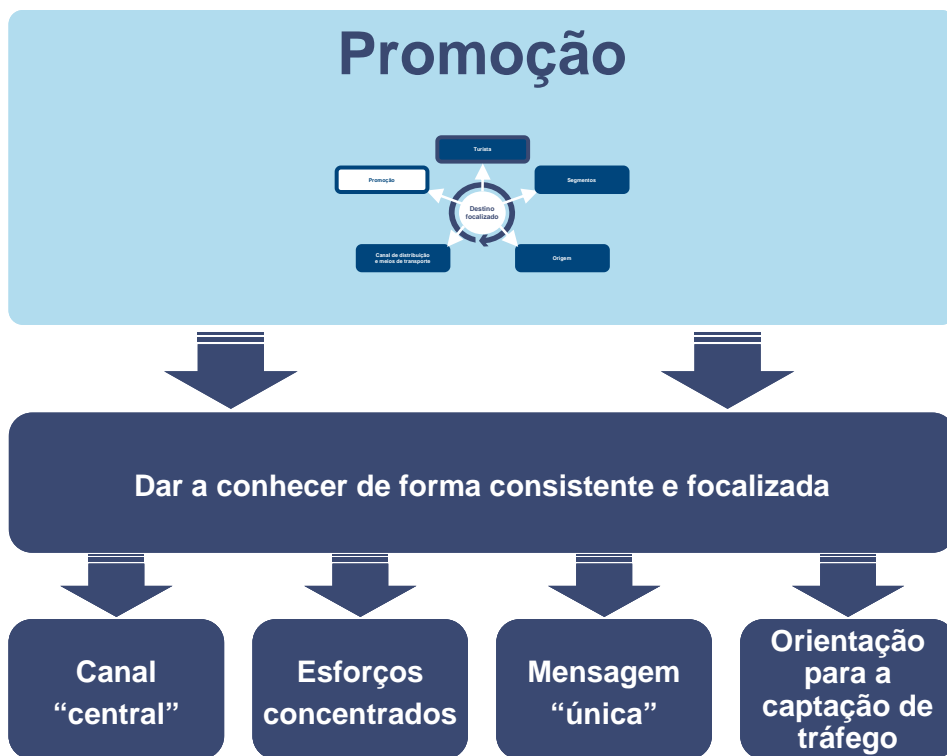 Promoção
Turista
Promoção
Segmentos
Destino
focalizado
Canal de distribuição
e meios de transporte
Origem
Dar a conhecer de forma consistente e focalizada
Canal
“central”
Esforços
concentrados
Mensagem
“única”
Orientação
para a
captação de
tráfego